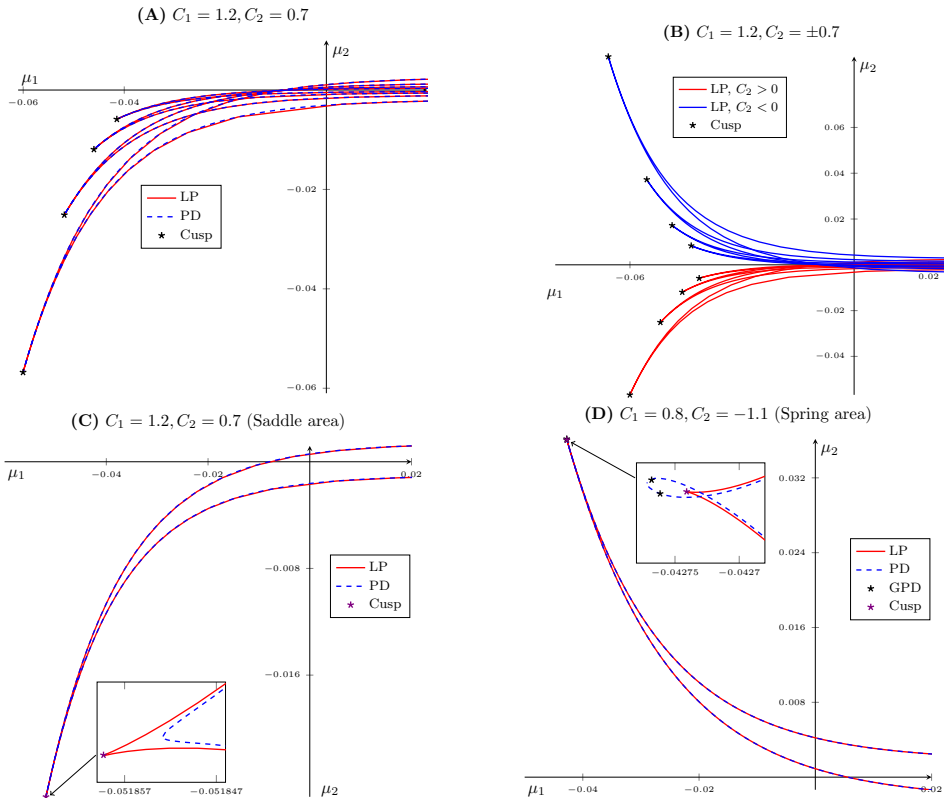 (A) C₁ = 1.2, C₂ = 0.7
μ₂
μ₁
−0.06
−0.04
−0.02
−0.04
−0.06
LP
PD
Cusp
(B) C₁ = 1.2, C₂ = ±0.7
μ₂
LP, C₂ > 0
LP, C₂ < 0
Cusp
0.06
0.04
0.02
μ₁
−0.06
0.02
−0.02
−0.04
(C) C₁ = 1.2, C₂ = 0.7 (Saddle area)
μ₁
−0.04
−0.02
0.02
−0.008
−0.016
LP
PD
Cusp
−0.051857
−0.051847
μ₂
(D) C₁ = 0.8, C₂ = −1.1 (Spring area)
μ₂
0.032
0.024
0.016
0.008
−0.04275
−0.0427
LP
PD
GPD
Cusp
μ₁
−0.04
−0.02
0.02